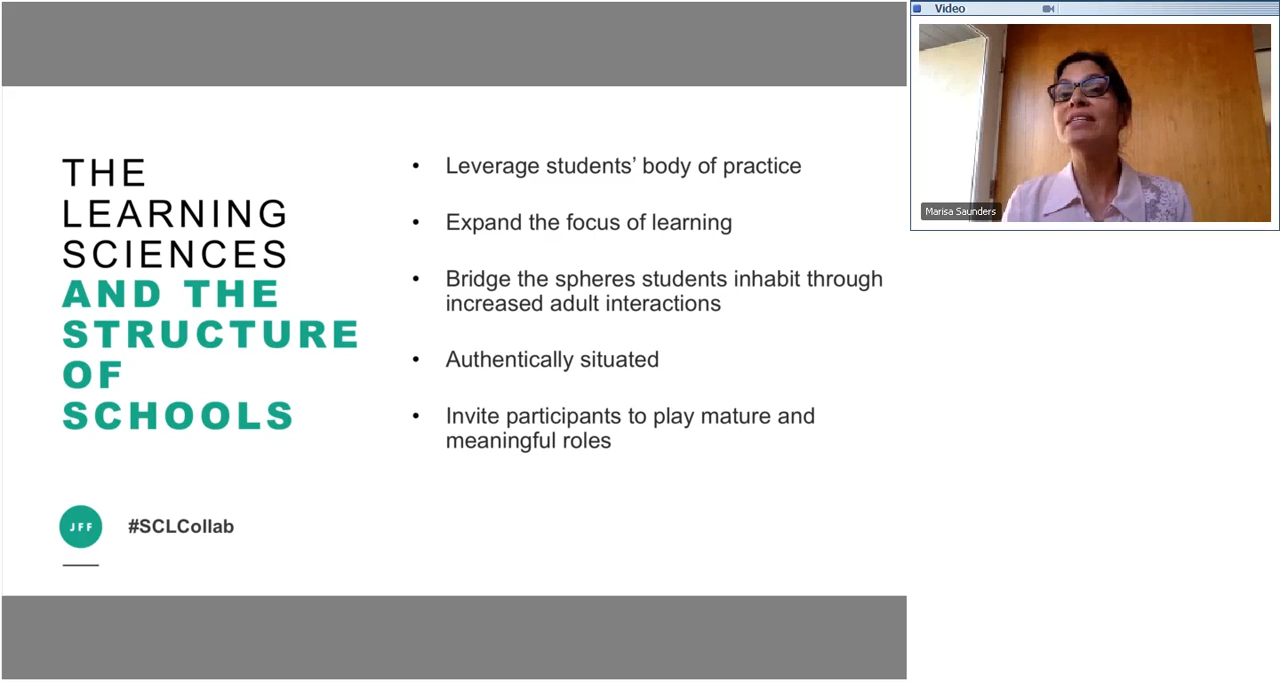 Video
THE
LEARNING
SCIENCES
AND THE
STRUCTURE
OF
SCHOOLS
• Leverage students’ body of practice
• Expand the focus of learning
• Bridge the spheres students inhabit through
increased adult interactions
• Authentically situated
• Invite participants to play mature and
meaningful roles
JFF
#SCLCollab
Marisa Saunders